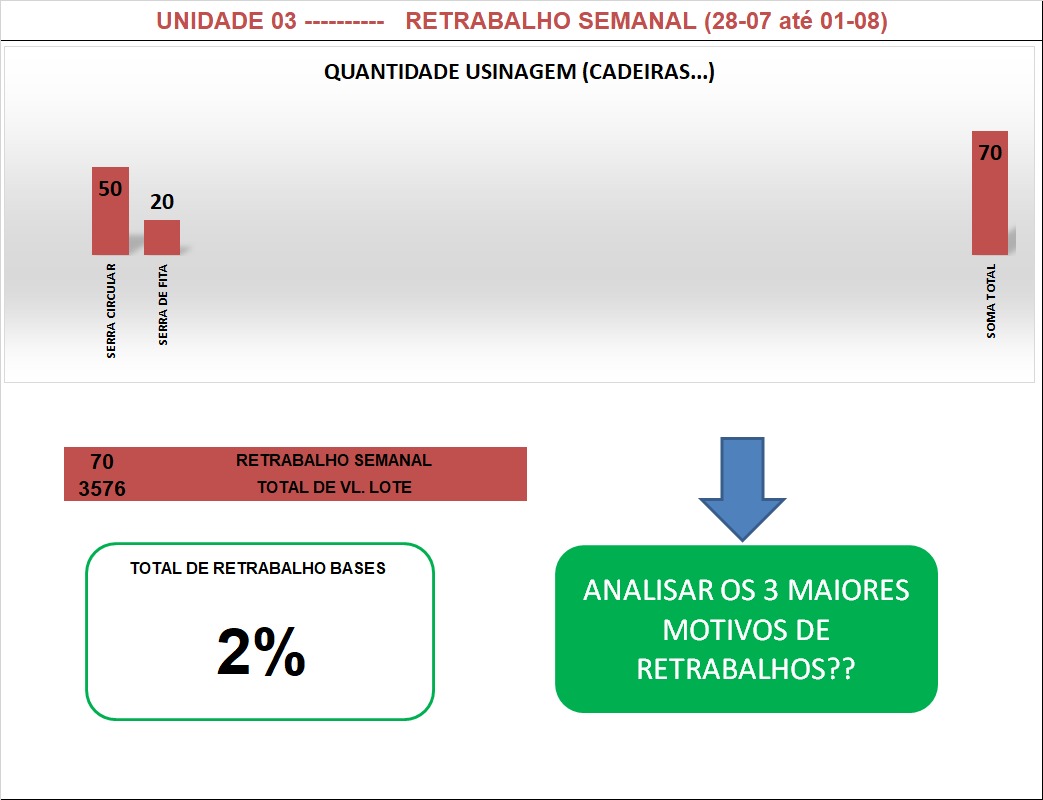 UNIDADE 03 ---------- RETRABALHO SEMANAL (28-07 até 01-08)
QUANTIDADE USINAGEM (CADEIRAS...)
50
20
70
SERRA CIRCULAR
SERRA DE FITA
SOMA TOTAL
70 RETRABALHO SEMANAL
3576 TOTAL DE VL. LOTE
TOTAL DE RETRABALHO BASES
2%
ANALISAR OS 3 MAIORES
MOTIVOS DE
RETRABALHOS??